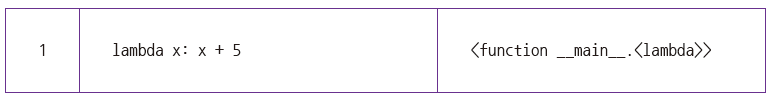 1 lambda x: x + 5 <function __main__.<lambda>>